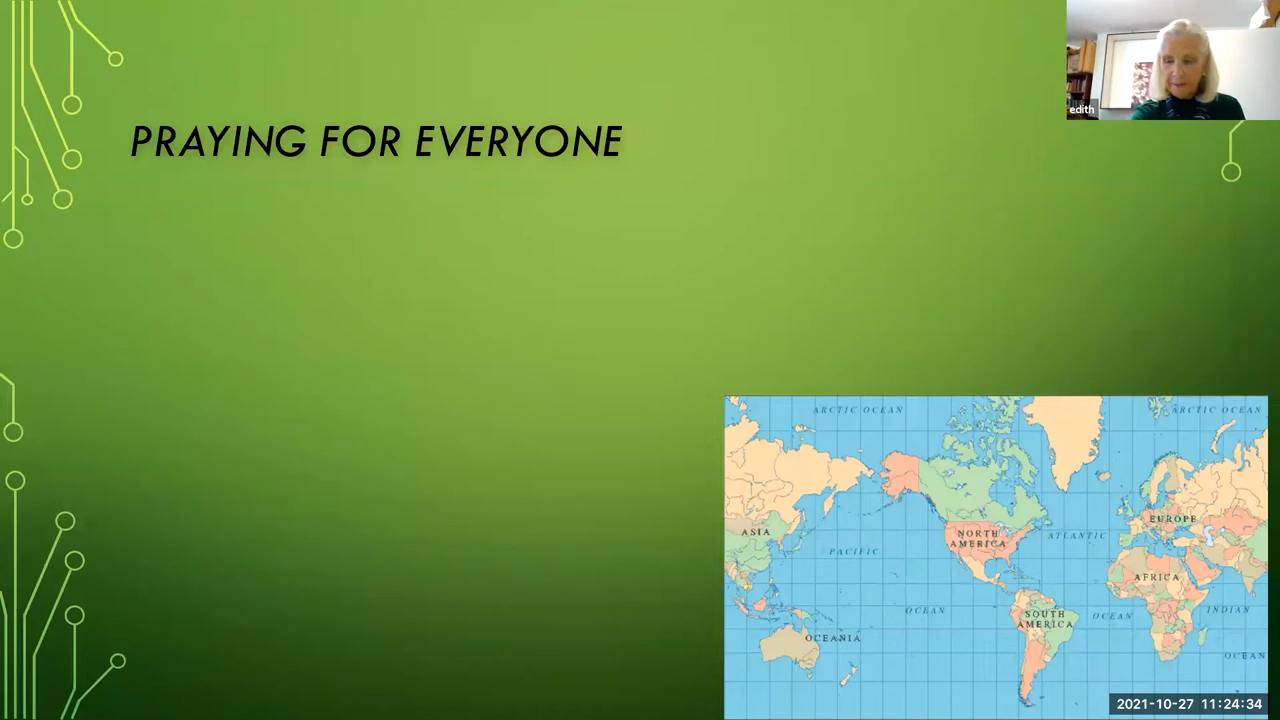 edith
PRAYING FOR EVERYONE
ARCTIC OCEAN
ARCTIC OCEAN
EUROPE
ASIA
NORTH
AMERICA
ATLANTIC
PACIFIC
AFRICA
OCEAN
SOUTH
AMERICA
OCEAN
INDIAN
OCEANIA
OCEAN
2021-10-27 11:24:34